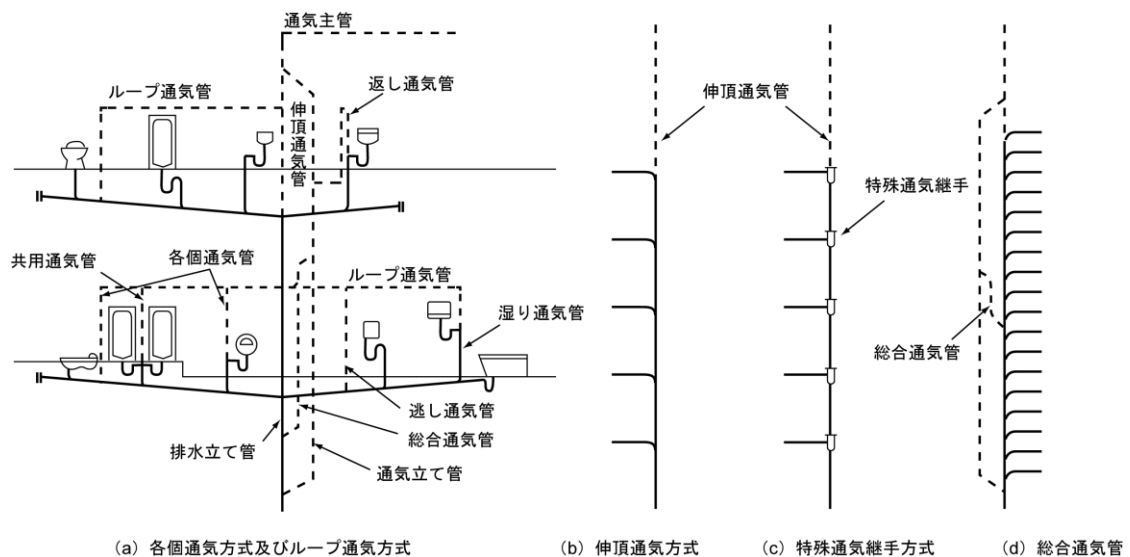 通気主管
ループ通気管
返し通気管
伸頂通気管
共用通気管
各個通気管
ループ通気管
湿り通気管
逃し通気管
総合通気管
排水立て管
通気立て管
(a) 各個通気方式及びループ通気方式
伸頂通気管
特殊通気継手
総合通気管
(b) 伸頂通気方式
(c) 特殊通気継手方式
(d) 総合通気管